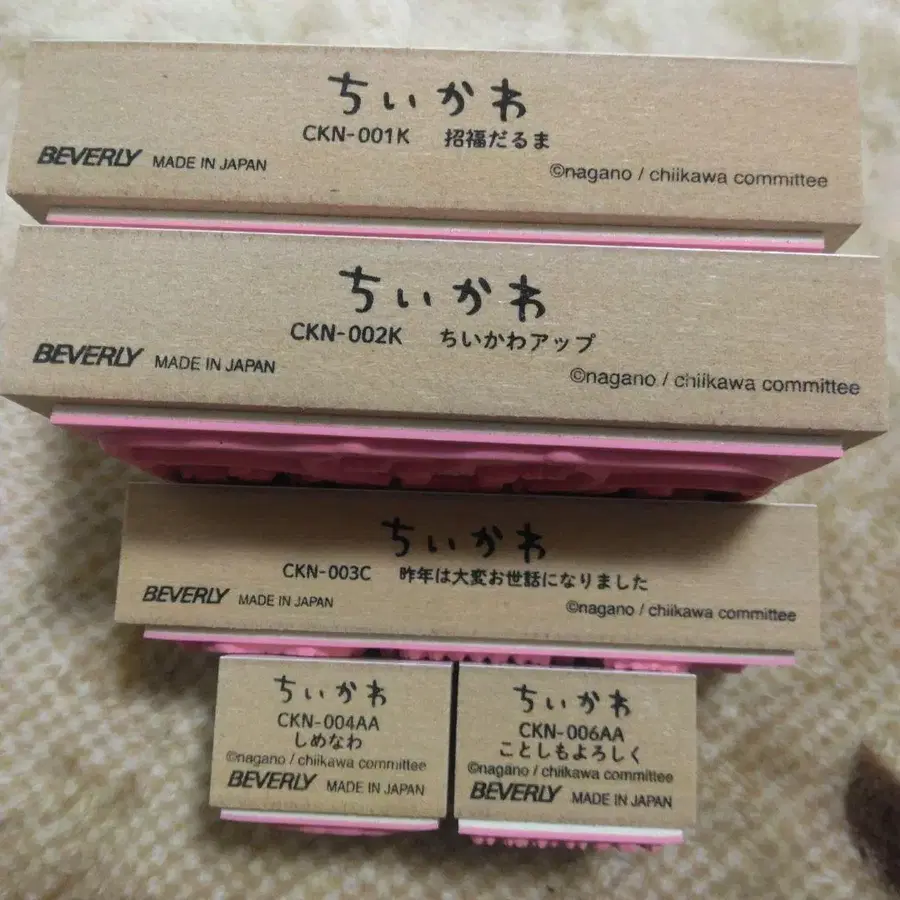 ちいかわ
CKN-001K 招福だるま
BEVERLY MADE IN JAPAN
©nagano / chiikawa committee
ちいかわ
CKN-002K ちいかわアップ
BEVERLY MADE IN JAPAN
©nagano / chiikawa committee
ちいかわ
CKN-003C 昨年は大変お世話になりました
BEVERLY MADE IN JAPAN
©nagano / chiikawa committee
ちいかわ
CKN-004AA
しめなわ
©nagano / chiikawa committee
BEVERLY MADE IN JAPAN
ちいかわ
CKN-006AA
ことしもよろしく
©nagano / chiikawa committee
BEVERLY MADE IN JAPAN